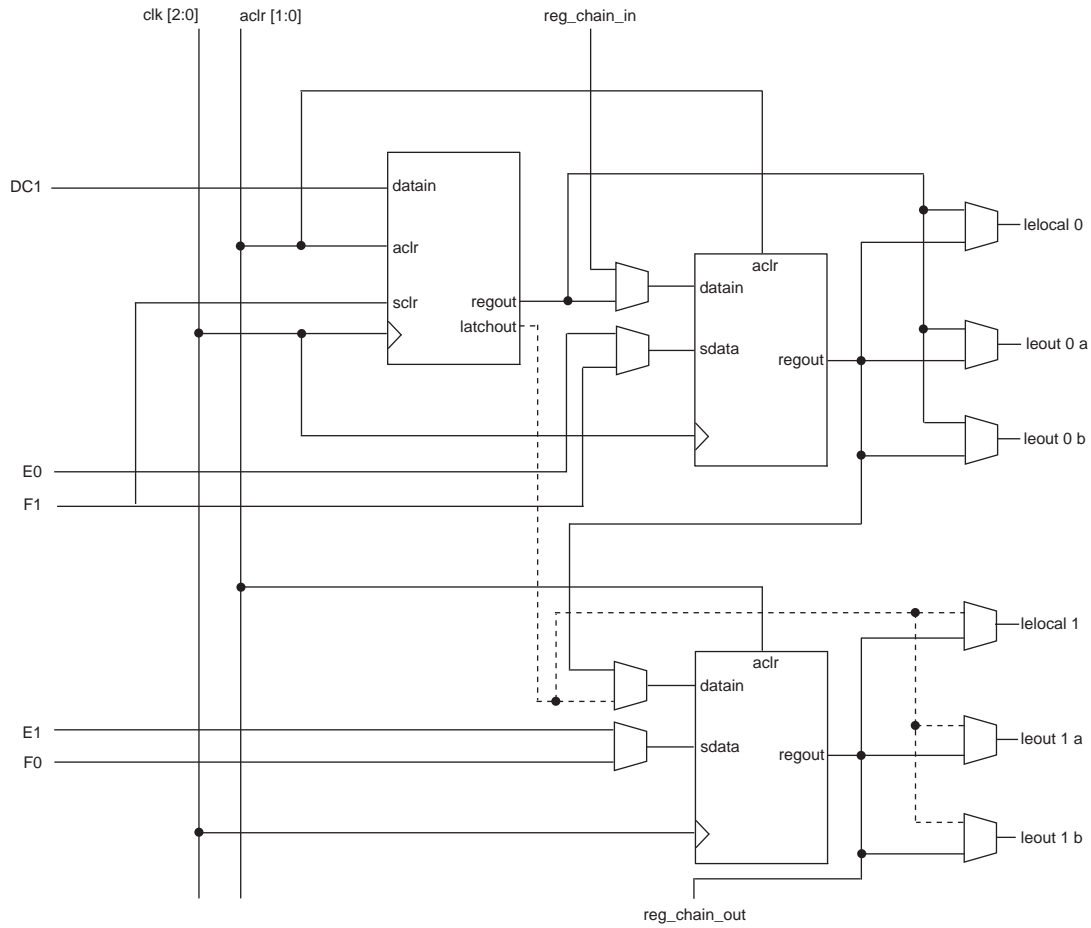 clk [2:0]
aclr [1:0]
reg_chain_in
DC1
datain
aclr
sclr
regout
latchout
aclr
datain
sdata
regout
lelocal 0
leout 0 a
leout 0 b
E0
F1
aclr
datain
sdata
regout
E1
F0
lelocal 1
leout 1 a
leout 1 b
reg_chain_out